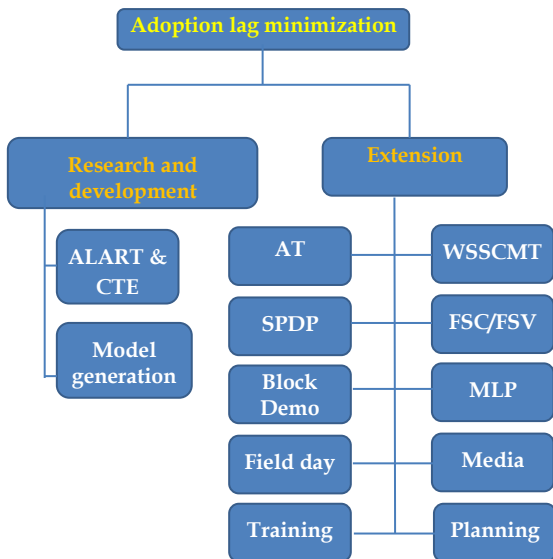 Adoption lag minimization
Research and
development
Extension
ALART &
CTE
Model
generation
AT
WSSCMT
SPDP
FSC/FSV
Block
Demo
MLP
Field day
Media
Training
Planning